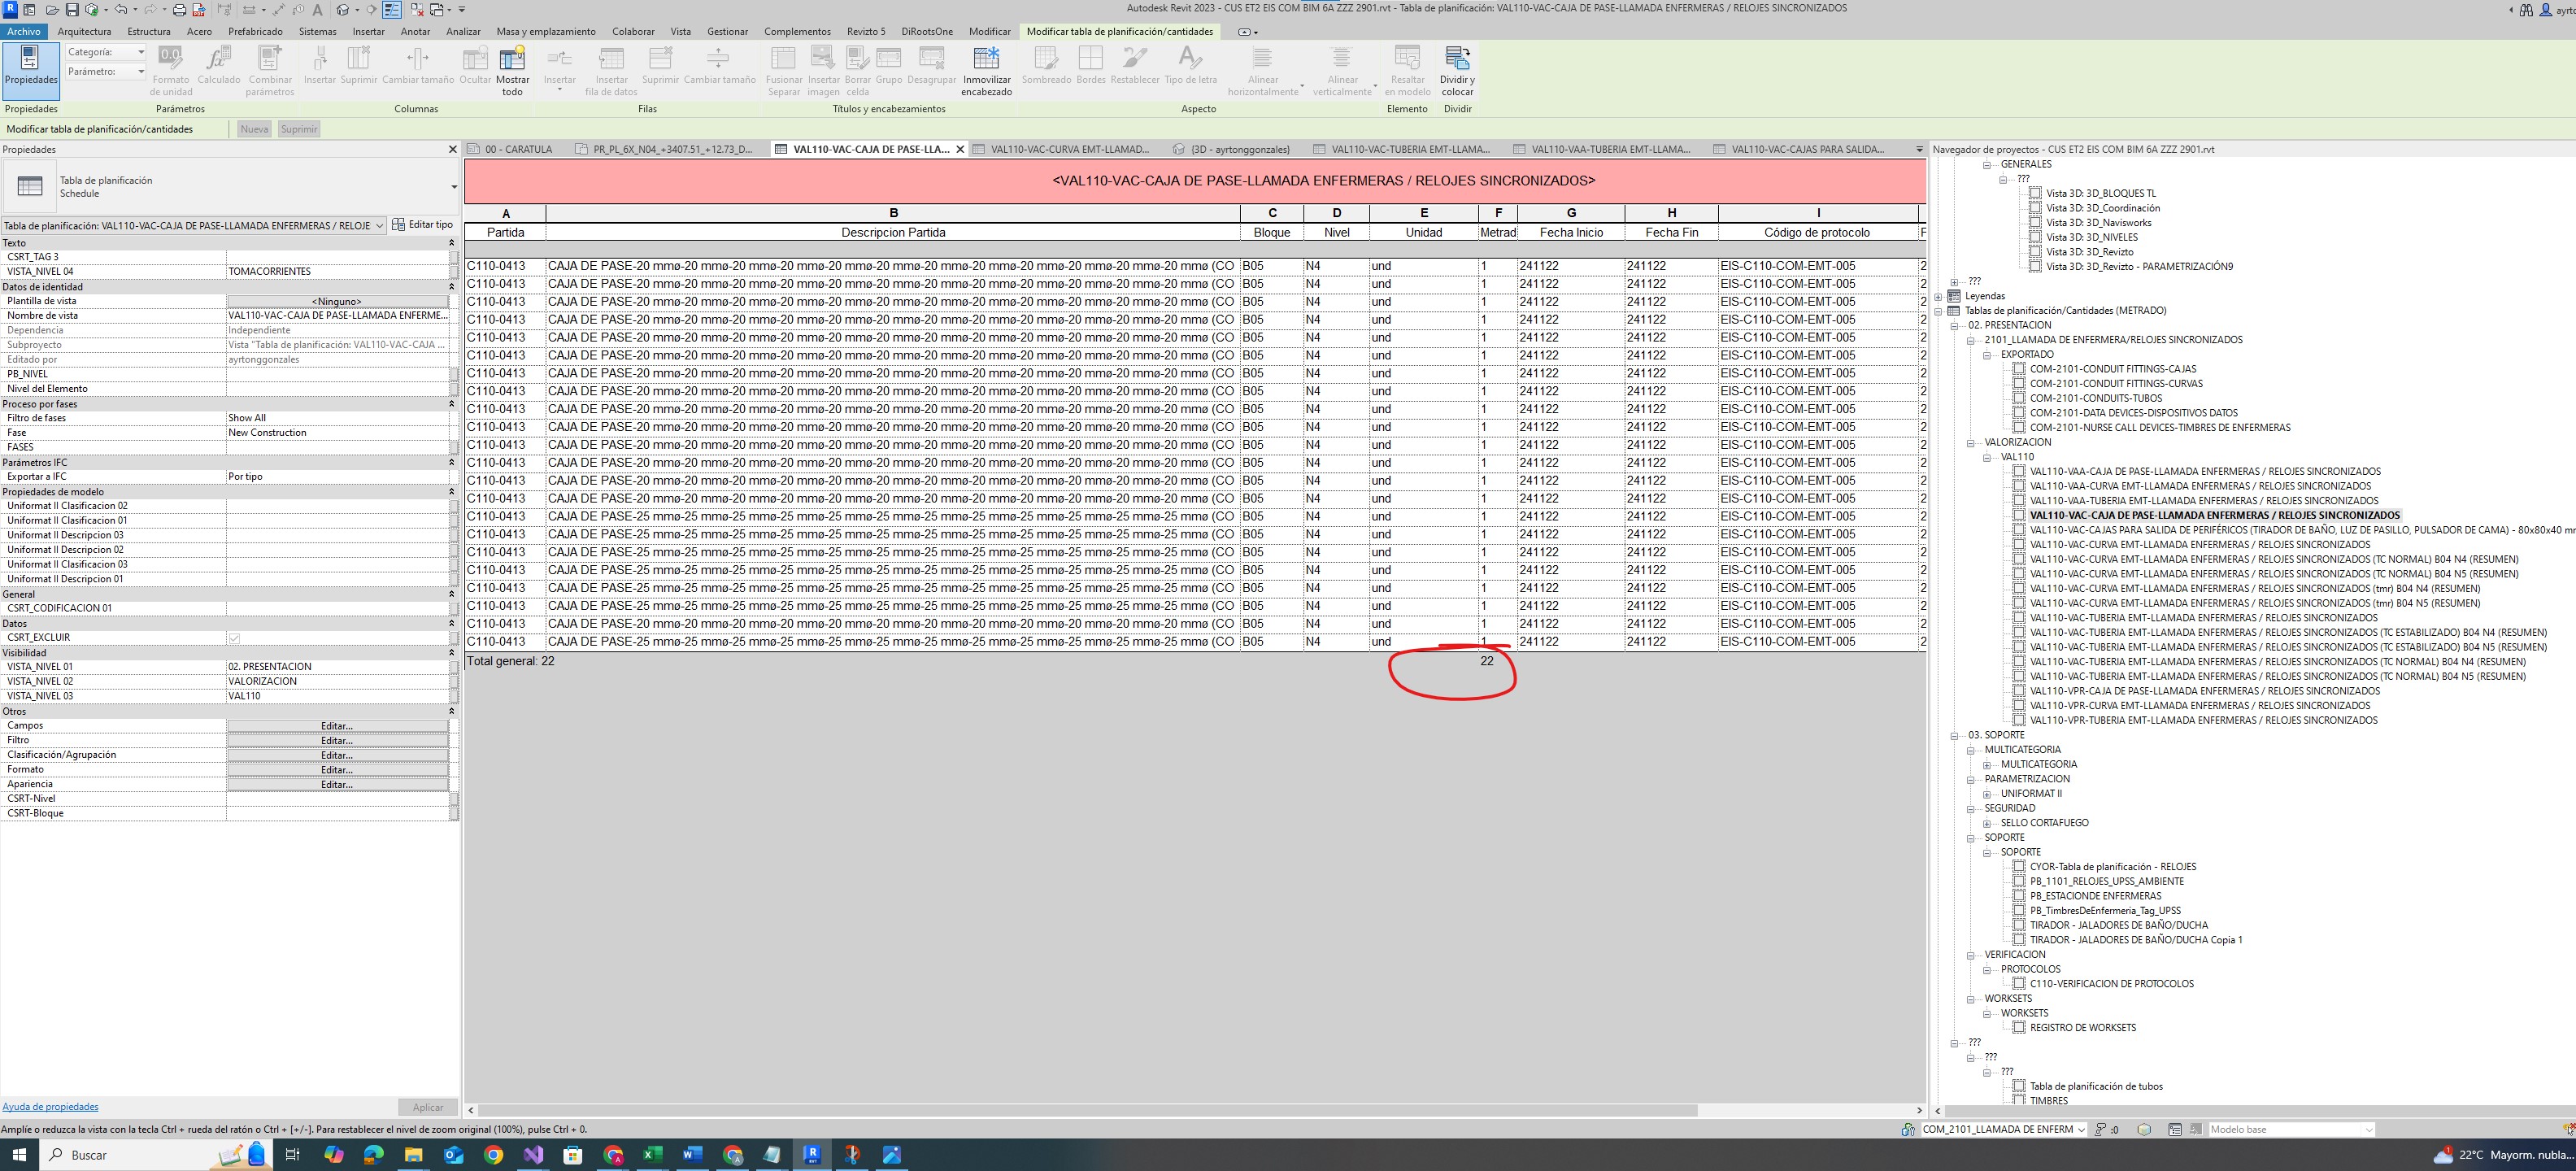 Autodesk Revit 2023 - CUS ET2 EIS COM BIM 6A ZZZ 2901.rvt - Tabla de planificación: VAL110-VAC-CAJA DE PASE-LLAMADA ENFERMERAS / RELOJES SINCRONIZADOS
Archivo Arquitectura Estructura Acero Prefabricado Sistemas Insertar Anotar Analizar Masa y emplazamiento Colaborar Vista Gestionar Complementos Revizto 5 DiRootsOne Modificar Modificar tabla de planificación/cantidades
Propiedades Categoría: Parámetro: Formato de unidad Calculado Combinar parámetros Insertar Suprimir Cambiar tamaño Ocultar Mostrar todo Insertar Insertar fila de datos Suprimir Cambiar tamaño Fusionar Separar Insertar imagen Borrar celda Grupo Desagrupar Inmovilizar encabezado Sombreado Bordes Restablecer Tipo de letra Alinear horizontalmente Alinear verticalmente Resaltar en modelo Dividir y colocar
Propiedades Parámetros Columnas Filas Títulos y encabezamientos Aspecto Elemento Dividir
Modificar tabla de planificación/cantidades Nueva Suprimir
Propiedades
Tabla de planificación
Schedule
Tabla de planificación: VAL110-VAC-CAJA DE PASE-LLAMADA ENFERMERAS / RELOJE Editar tipo
Texto
CSRT_TAG 3
VISTA_NIVEL 04 TOMACORRIENTES
Datos de identidad
Plantilla de vista <Ninguno>
Nombre de vista VAL110-VAC-CAJA DE PASE-LLAMADA ENFERME...
Dependencia Independiente
Subproyecto Vista "Tabla de planificación: VAL110-VAC-CAJA ...
Editado por ayrtonggonzales
PB_NIVEL
Nivel del Elemento
Proceso por fases
Filtro de fases Show All
Fase New Construction
FASES
Parámetros IFC
Exportar a IFC Por tipo
Propiedades de modelo
Uniformat II Clasificacion 02
Uniformat II Clasificacion 01
Uniformat II Descripcion 03
Uniformat II Descripcion 02
Uniformat II Clasificacion 03
Uniformat II Descripcion 01
General
CSRT_CODIFICACION 01
Datos
CSRT_EXCLUIR
Visibilidad
VISTA_NIVEL 01 02. PRESENTACION
VISTA_NIVEL 02 VALORIZACION
VISTA_NIVEL 03 VAL110
Otros
Campos Editar...
Filtro Editar...
Clasificación/Agrupación Editar...
Formato Editar...
Apariencia Editar...
CSRT-Nivel
CSRT-Bloque
Ayuda de propiedades Aplicar
00 - CARATULA PR_PL_6X_N04_+3407.51_+12.73_D... VAL110-VAC-CAJA DE PASE-LLA... VAL110-VAC-CURVA EMT-LLAMAD... {3D - ayrtonggonzales} VAL110-VAC-TUBERIA EMT-LLAMA... VAL110-VAA-TUBERIA EMT-LLAMA... VAL110-VAC-CAJAS PARA SALIDA...
<VAL110-VAC-CAJA DE PASE-LLAMADA ENFERMERAS / RELOJES SINCRONIZADOS>
A B C D E F G H I
Partida Descripcion Partida Bloque Nivel Unidad Metrad Fecha Inicio Fecha Fin Código de protocolo F
C110-0413 CAJA DE PASE-20 mmø-20 mmø-20 mmø-20 mmø-20 mmø-20 mmø-20 mmø-20 mmø-20 mmø-20 mmø (CO B05 N4 und 1 241122 241122 EIS-C110-COM-EMT-005 2
C110-0413 CAJA DE PASE-20 mmø-20 mmø-20 mmø-20 mmø-20 mmø-20 mmø-20 mmø-20 mmø-20 mmø-20 mmø (CO B05 N4 und 1 241122 241122 EIS-C110-COM-EMT-005 2
C110-0413 CAJA DE PASE-20 mmø-20 mmø-20 mmø-20 mmø-20 mmø-20 mmø-20 mmø-20 mmø-20 mmø-20 mmø (CO B05 N4 und 1 241122 241122 EIS-C110-COM-EMT-005 2
C110-0413 CAJA DE PASE-20 mmø-20 mmø-20 mmø-20 mmø-20 mmø-20 mmø-20 mmø-20 mmø-20 mmø-20 mmø (CO B05 N4 und 1 241122 241122 EIS-C110-COM-EMT-005 2
C110-0413 CAJA DE PASE-20 mmø-20 mmø-20 mmø-20 mmø-20 mmø-20 mmø-20 mmø-20 mmø-20 mmø-20 mmø (CO B05 N4 und 1 241122 241122 EIS-C110-COM-EMT-005 2
C110-0413 CAJA DE PASE-20 mmø-20 mmø-20 mmø-20 mmø-20 mmø-20 mmø-20 mmø-20 mmø-20 mmø-20 mmø (CO B05 N4 und 1 241122 241122 EIS-C110-COM-EMT-005 2
C110-0413 CAJA DE PASE-20 mmø-20 mmø-20 mmø-20 mmø-20 mmø-20 mmø-20 mmø-20 mmø-20 mmø-20 mmø (CO B05 N4 und 1 241122 241122 EIS-C110-COM-EMT-005 2
C110-0413 CAJA DE PASE-20 mmø-20 mmø-20 mmø-20 mmø-20 mmø-20 mmø-20 mmø-20 mmø-20 mmø-20 mmø (CO B05 N4 und 1 241122 241122 EIS-C110-COM-EMT-005 2
C110-0413 CAJA DE PASE-20 mmø-20 mmø-20 mmø-20 mmø-20 mmø-20 mmø-20 mmø-20 mmø-20 mmø-20 mmø (CO B05 N4 und 1 241122 241122 EIS-C110-COM-EMT-005 2
C110-0413 CAJA DE PASE-20 mmø-20 mmø-20 mmø-20 mmø-20 mmø-20 mmø-20 mmø-20 mmø-20 mmø-20 mmø (CO B05 N4 und 1 241122 241122 EIS-C110-COM-EMT-005 2
C110-0413 CAJA DE PASE-20 mmø-20 mmø-20 mmø-20 mmø-20 mmø-20 mmø-20 mmø-20 mmø-20 mmø-20 mmø (CO B05 N4 und 1 241122 241122 EIS-C110-COM-EMT-005 2
C110-0413 CAJA DE PASE-20 mmø-20 mmø-20 mmø-20 mmø-20 mmø-20 mmø-20 mmø-20 mmø-20 mmø-20 mmø (CO B05 N4 und 1 241122 241122 EIS-C110-COM-EMT-005 2
C110-0413 CAJA DE PASE-20 mmø-20 mmø-20 mmø-20 mmø-20 mmø-20 mmø-20 mmø-20 mmø-20 mmø-20 mmø (CO B05 N4 und 1 241122 241122 EIS-C110-COM-EMT-005 2
C110-0413 CAJA DE PASE-20 mmø-20 mmø-20 mmø-20 mmø-20 mmø-20 mmø-20 mmø-20 mmø-20 mmø-20 mmø (CO B05 N4 und 1 241122 241122 EIS-C110-COM-EMT-005 2
C110-0413 CAJA DE PASE-25 mmø-25 mmø-25 mmø-25 mmø-25 mmø-25 mmø-25 mmø-25 mmø-25 mmø-25 mmø (CO B05 N4 und 1 241122 241122 EIS-C110-COM-EMT-005 2
C110-0413 CAJA DE PASE-25 mmø-25 mmø-25 mmø-25 mmø-25 mmø-25 mmø-25 mmø-25 mmø-25 mmø-25 mmø (CO B05 N4 und 1 241122 241122 EIS-C110-COM-EMT-005 2
C110-0413 CAJA DE PASE-25 mmø-25 mmø-25 mmø-25 mmø-25 mmø-25 mmø-25 mmø-25 mmø-25 mmø-25 mmø (CO B05 N4 und 1 241122 241122 EIS-C110-COM-EMT-005 2
C110-0413 CAJA DE PASE-25 mmø-25 mmø-25 mmø-25 mmø-25 mmø-25 mmø-25 mmø-25 mmø-25 mmø-25 mmø (CO B05 N4 und 1 241122 241122 EIS-C110-COM-EMT-005 2
C110-0413 CAJA DE PASE-25 mmø-25 mmø-25 mmø-25 mmø-25 mmø-25 mmø-25 mmø-25 mmø-25 mmø-25 mmø (CO B05 N4 und 1 241122 241122 EIS-C110-COM-EMT-005 2
C110-0413 CAJA DE PASE-25 mmø-25 mmø-25 mmø-25 mmø-25 mmø-25 mmø-25 mmø-25 mmø-25 mmø-25 mmø (CO B05 N4 und 1 241122 241122 EIS-C110-COM-EMT-005 2
C110-0413 CAJA DE PASE-25 mmø-25 mmø-25 mmø-25 mmø-25 mmø-25 mmø-25 mmø-25 mmø-25 mmø-25 mmø (CO B05 N4 und 1 241122 241122 EIS-C110-COM-EMT-005 2
C110-0413 CAJA DE PASE-25 mmø-25 mmø-25 mmø-25 mmø-25 mmø-25 mmø-25 mmø-25 mmø-25 mmø-25 mmø (CO B05 N4 und 1 241122 241122 EIS-C110-COM-EMT-005 2
Total general: 22 22
Navegador de proyectos - CUS ET2 EIS COM BIM 6A ZZZ 2901.rvt
GENERALES
???
Vista 3D: 3D_BLOQUES TL
Vista 3D: 3D_Coordinación
Vista 3D: 3D_Navisworks
Vista 3D: 3D_NIVELES
Vista 3D: 3D_Revizto
Vista 3D: 3D_Revizto - PARAMETRIZACIÓN9
???
Leyendas
Tablas de planificación/Cantidades (METRADO)
02. PRESENTACION
2101_LLAMADA DE ENFERMERA/RELOJES SINCRONIZADOS
EXPORTADO
COM-2101-CONDUIT FITTINGS-CAJAS
COM-2101-CONDUIT FITTINGS-CURVAS
COM-2101-CONDUITS-TUBOS
COM-2101-DATA DEVICES-DISPOSITIVOS DATOS
COM-2101-NURSE CALL DEVICES-TIMBRES DE ENFERMERAS
VALORIZACION
VAL110
VAL110-VAA-CAJA DE PASE-LLAMADA ENFERMERAS / RELOJES SINCRONIZADOS
VAL110-VAA-CURVA EMT-LLAMADA ENFERMERAS / RELOJES SINCRONIZADOS
VAL110-VAA-TUBERIA EMT-LLAMADA ENFERMERAS / RELOJES SINCRONIZADOS
VAL110-VAC-CAJA DE PASE-LLAMADA ENFERMERAS / RELOJES SINCRONIZADOS
VAL110-VAC-CAJAS PARA SALIDA DE PERIFÉRICOS (TIRADOR DE BAÑO, LUZ DE PASILLO, PULSADOR DE CAMA) - 80x80x40 mr
VAL110-VAC-CURVA EMT-LLAMADA ENFERMERAS / RELOJES SINCRONIZADOS
VAL110-VAC-CURVA EMT-LLAMADA ENFERMERAS / RELOJES SINCRONIZADOS (TC NORMAL) B04 N4 (RESUMEN)
VAL110-VAC-CURVA EMT-LLAMADA ENFERMERAS / RELOJES SINCRONIZADOS (TC NORMAL) B04 N5 (RESUMEN)
VAL110-VAC-CURVA EMT-LLAMADA ENFERMERAS / RELOJES SINCRONIZADOS (tmr) B04 N4 (RESUMEN)
VAL110-VAC-CURVA EMT-LLAMADA ENFERMERAS / RELOJES SINCRONIZADOS (tmr) B04 N5 (RESUMEN)
VAL110-VAC-TUBERIA EMT-LLAMADA ENFERMERAS / RELOJES SINCRONIZADOS
VAL110-VAC-TUBERIA EMT-LLAMADA ENFERMERAS / RELOJES SINCRONIZADOS (TC ESTABILIZADO) B04 N4 (RESUMEN)
VAL110-VAC-TUBERIA EMT-LLAMADA ENFERMERAS / RELOJES SINCRONIZADOS (TC ESTABILIZADO) B04 N5 (RESUMEN)
VAL110-VAC-TUBERIA EMT-LLAMADA ENFERMERAS / RELOJES SINCRONIZADOS (TC NORMAL) B04 N4 (RESUMEN)
VAL110-VAC-TUBERIA EMT-LLAMADA ENFERMERAS / RELOJES SINCRONIZADOS (TC NORMAL) B04 N5 (RESUMEN)
VAL110-VPR-CAJA DE PASE-LLAMADA ENFERMERAS / RELOJES SINCRONIZADOS
VAL110-VPR-CURVA EMT-LLAMADA ENFERMERAS / RELOJES SINCRONIZADOS
VAL110-VPR-TUBERIA EMT-LLAMADA ENFERMERAS / RELOJES SINCRONIZADOS
03. SOPORTE
MULTICATEGORIA
MULTICATEGORIA
PARAMETRIZACION
UNIFORMAT II
SEGURIDAD
SELLO CORTAFUEGO
SOPORTE
SOPORTE
CYOR-Tabla de planificación - RELOJES
PB_1101_RELOJES_UPSS_AMBIENTE
PB_ESTACIONDE ENFERMERAS
PB_TimbresDeEnfermeria_Tag_UPSS
TIRADOR - JALADORES DE BAÑO/DUCHA
TIRADOR - JALADORES DE BAÑO/DUCHA Copia 1
VERIFICACION
PROTOCOLOS
C110-VERIFICACION DE PROTOCOLOS
WORKSETS
WORKSETS
REGISTRO DE WORKSETS
???
???
???
Tabla de planificación de tubos
TIMBRES
Amplíe o reduzca la vista con la tecla Ctrl + rueda del ratón o Ctrl + [+/-]. Para restablecer el nivel de zoom original (100%), pulse Ctrl + 0.
COM_2101_LLAMADA DE ENFERM :0 Modelo base
Buscar 22°C Mayorm. nubla...